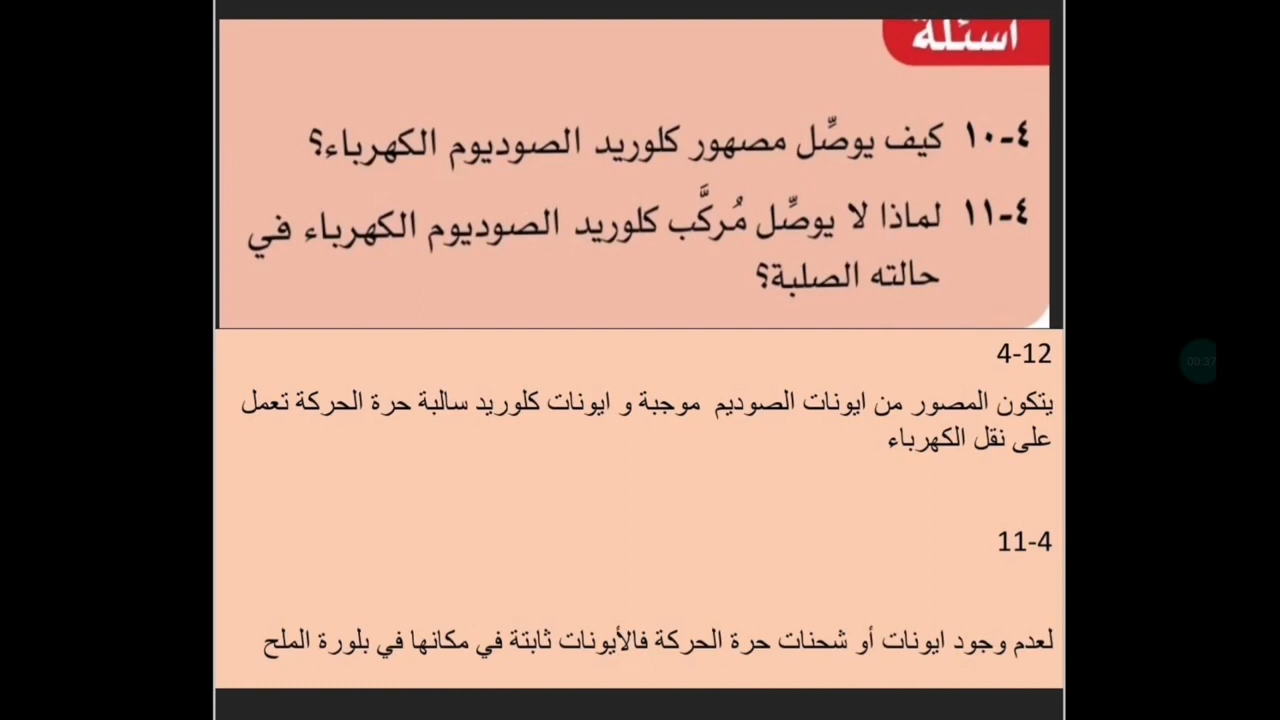 أسئلة
٤-١٠ كيف يوصِّل مصهور كلوريد الصوديوم الكهرباء؟
٤-١١ لماذا لا يوصِّل مُركَّب كلوريد الصوديوم الكهرباء في
حالته الصلبة؟
4-12
يتكون المصور من ايونات الصوديم موجبة و ايونات كلوريد سالبة حرة الحركة تعمل
على نقل الكهرباء
11-4
لعدم وجود ايونات أو شحنات حرة الحركة فالأيونات ثابتة في مكانها في بلورة الملح
00:37